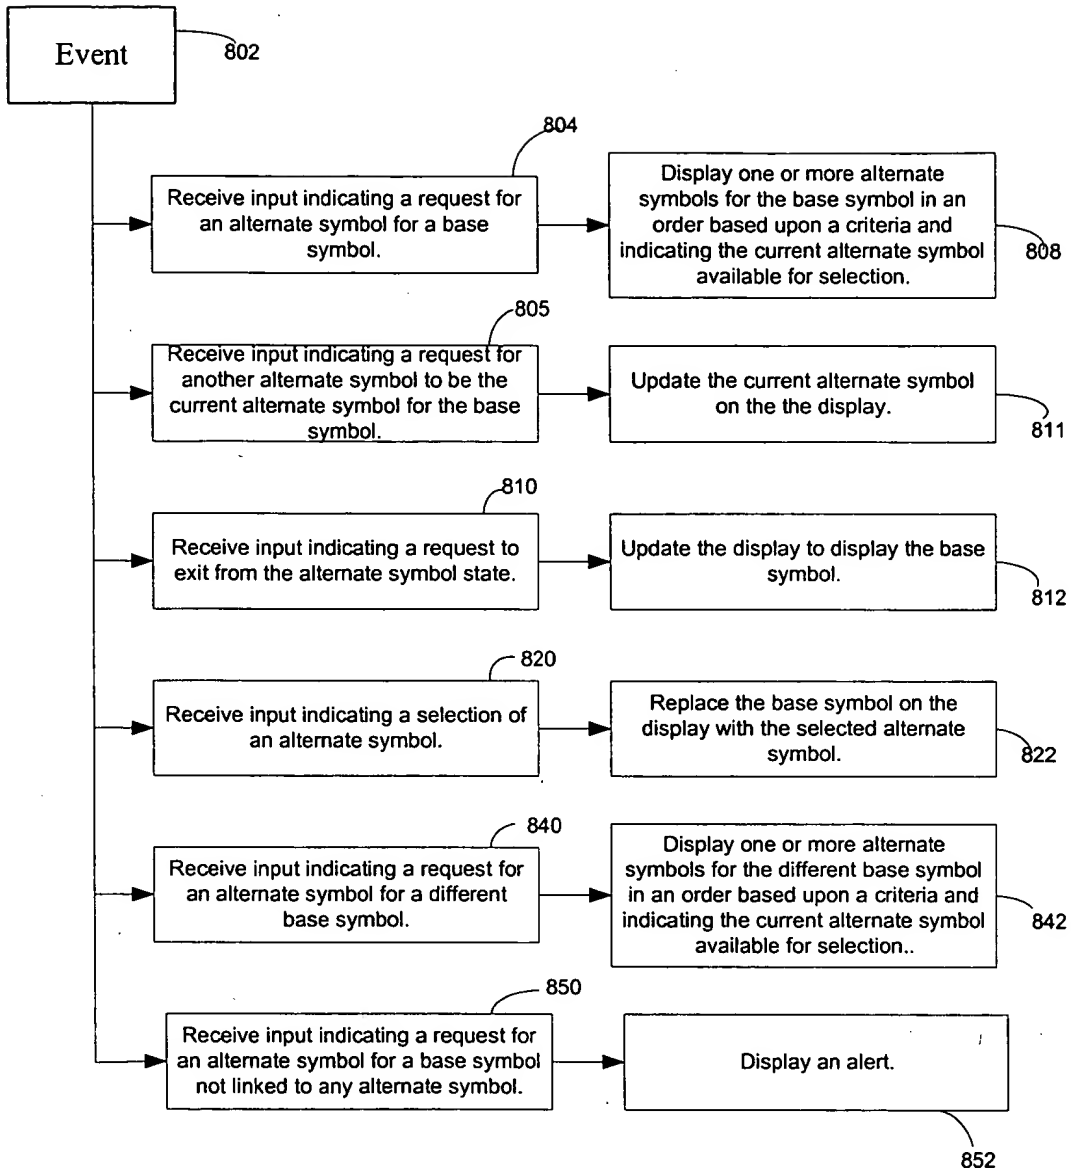 Event
802
804
Receive input indicating a request for
an alternate symbol for a base
symbol.
Display one or more alternate
symbols for the base symbol in an
order based upon a criteria and
indicating the current alternate symbol
available for selection.
808
805
Receive input indicating a request for
another alternate symbol to be the
current alternate symbol for the base
symbol.
Update the current alternate symbol
on the the display.
811
810
Receive input indicating a request to
exit from the alternate symbol state.
Update the display to display the base
symbol.
812
820
Receive input indicating a selection of
an alternate symbol.
Replace the base symbol on the
display with the selected alternate
symbol.
822
840
Receive input indicating a request for
an alternate symbol for a different
base symbol.
Display one or more alternate
symbols for the different base symbol
in an order based upon a criteria and
indicating the current alternate symbol
available for selection..
842
850
Receive input indicating a request for
an alternate symbol for a base symbol
not linked to any alternate symbol.
Display an alert.
852